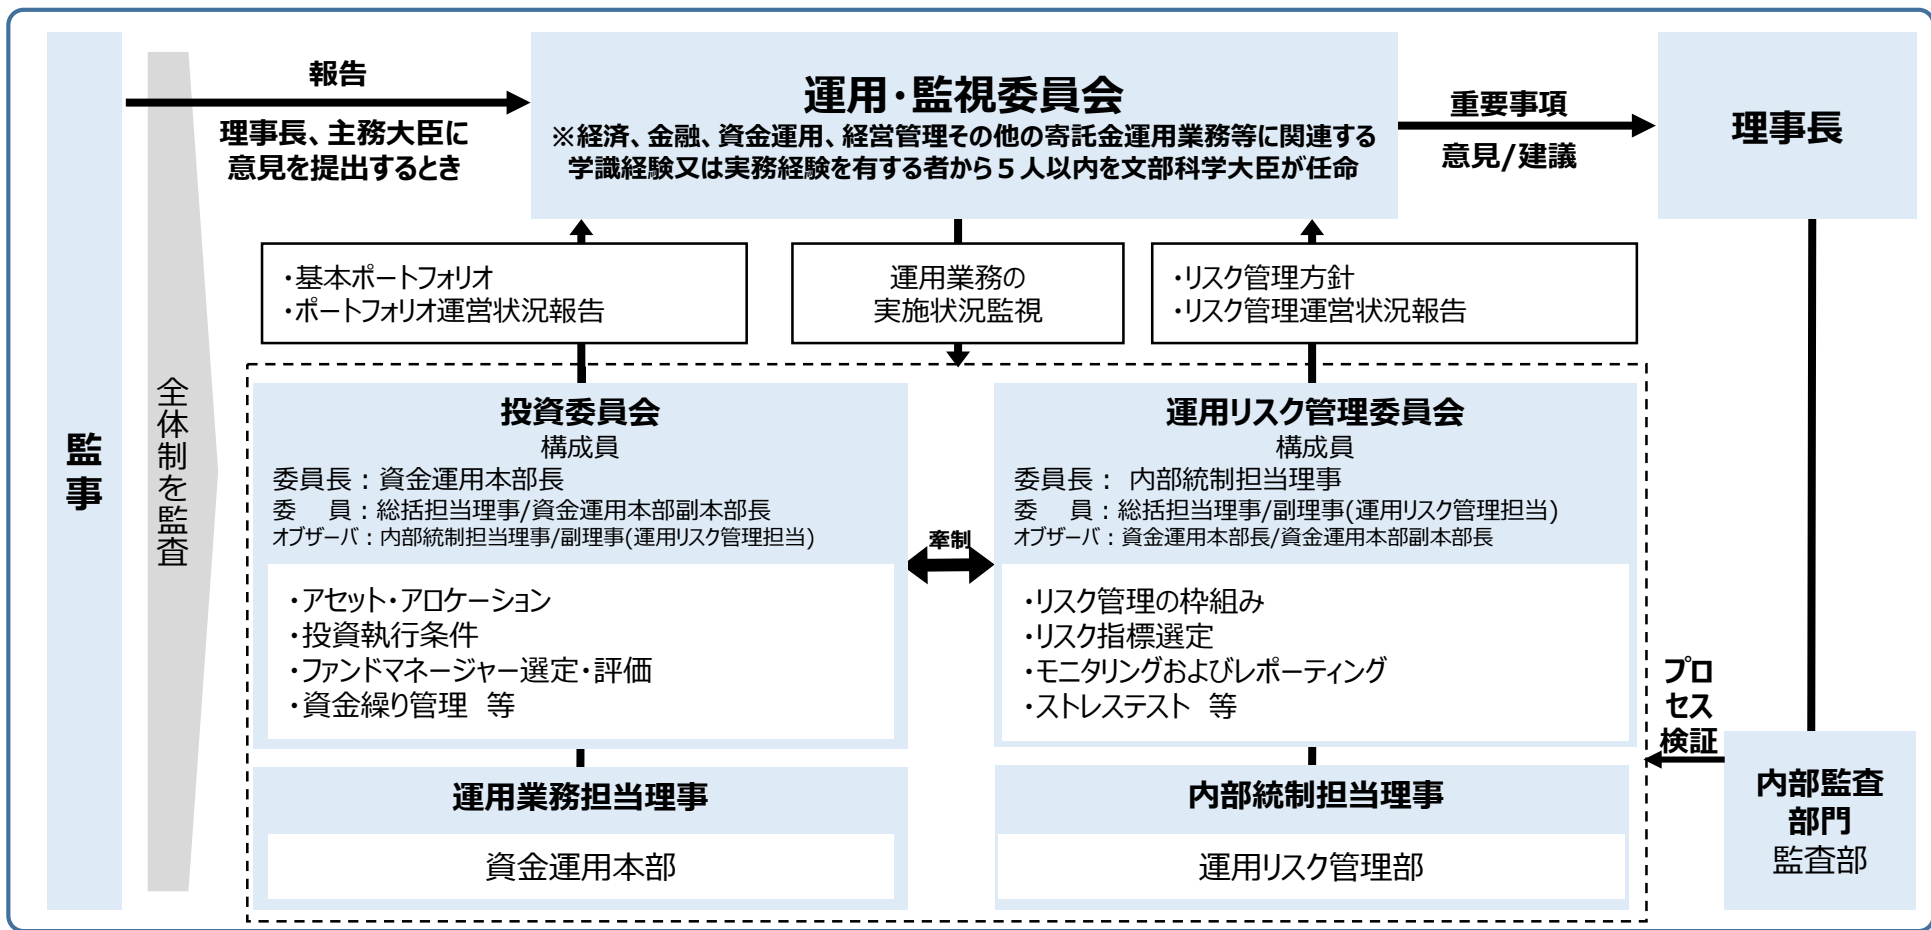 監事
全体制を監査
報告
理事長、主務大臣に
意見を提出するとき
運用・監視委員会
※経済、金融、資金運用、経営管理その他の寄託金運用業務等に関連する
学識経験又は実務経験を有する者から５人以内を文部科学大臣が任命
重要事項
意見/建議
理事長
・基本ポートフォリオ
・ポートフォリオ運営状況報告
運用業務の
実施状況監視
・リスク管理方針
・リスク管理運営状況報告
投資委員会
構成員
委員長：資金運用本部長
委　員：総括担当理事/資金運用本部副本部長
オブザーバ：内部統制担当理事/副理事(運用リスク管理担当)
・アセット・アロケーション
・投資執行条件
・ファンドマネージャー選定・評価
・資金繰り管理　等
牽制
運用リスク管理委員会
構成員
委員長： 内部統制担当理事
委　員：総括担当理事/副理事(運用リスク管理担当)
オブザーバ：資金運用本部長/資金運用本部副本部長
・リスク管理の枠組み
・リスク指標選定
・モニタリングおよびレポーティング
・ストレステスト　等
運用業務担当理事
資金運用本部
内部統制担当理事
運用リスク管理部
プロ
セス
検証
内部監査
部門
監査部